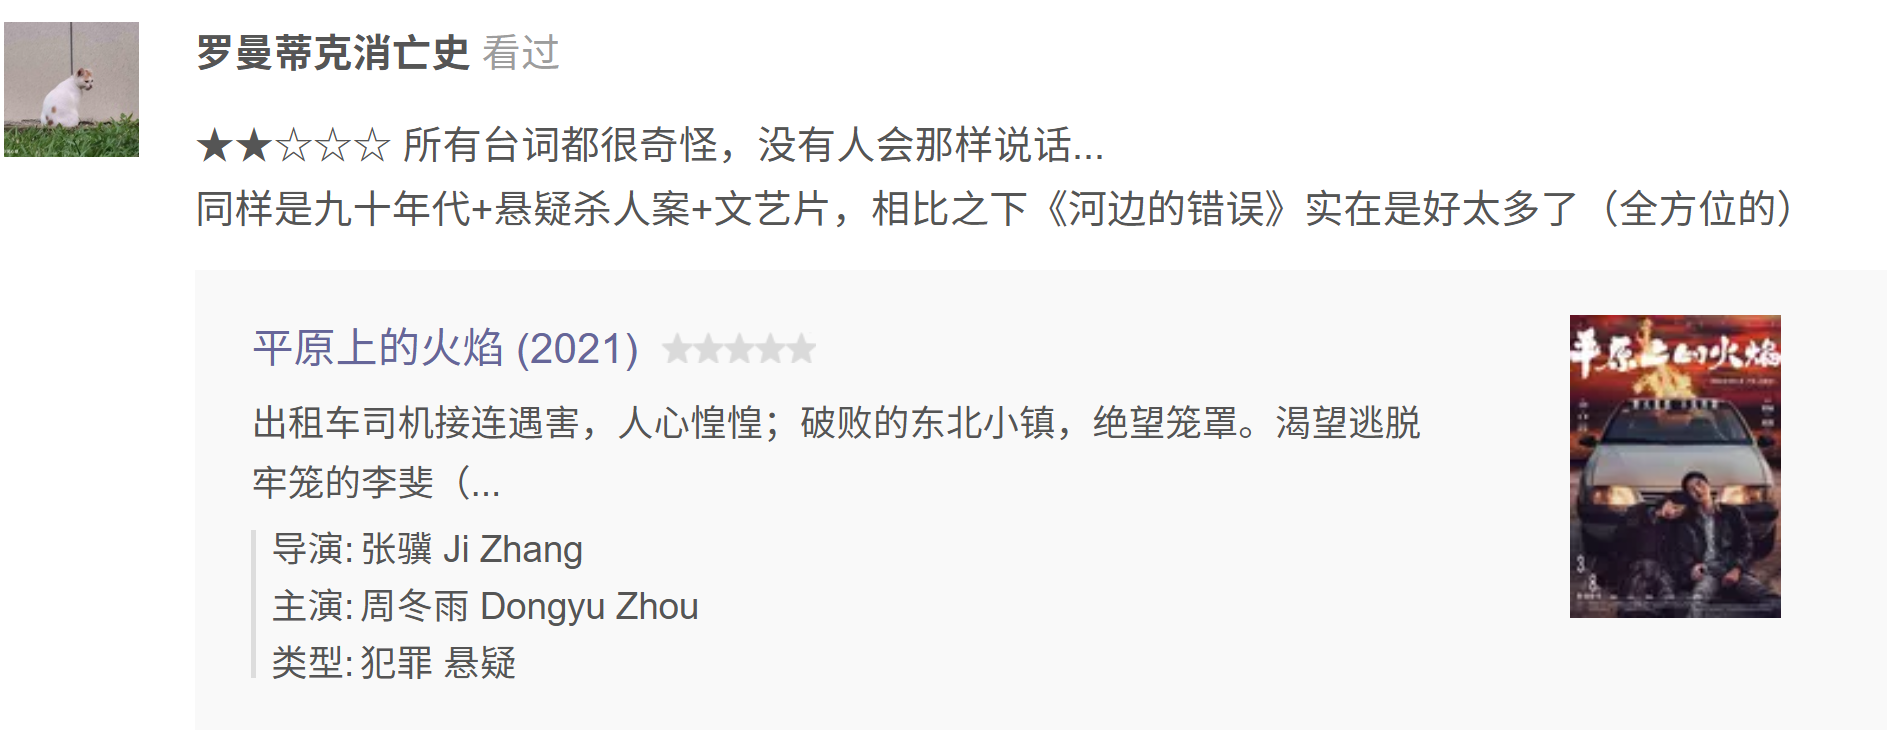 罗曼蒂克消亡史 看过
★★☆☆☆ 所有台词都很奇怪，没有人会那样说话...
同样是九十年代+悬疑杀人案+文艺片，相比之下《河边的错误》实在是好太多了（全方位的）
平原上的火焰 (2021)
出租车司机接连遇害，人心惶惶；破败的东北小镇，绝望笼罩。渴望逃脱
牢笼的李斐（...
导演: 张骥 Ji Zhang
主演: 周冬雨 Dongyu Zhou
类型: 犯罪 悬疑
平原上的火焰
3/8